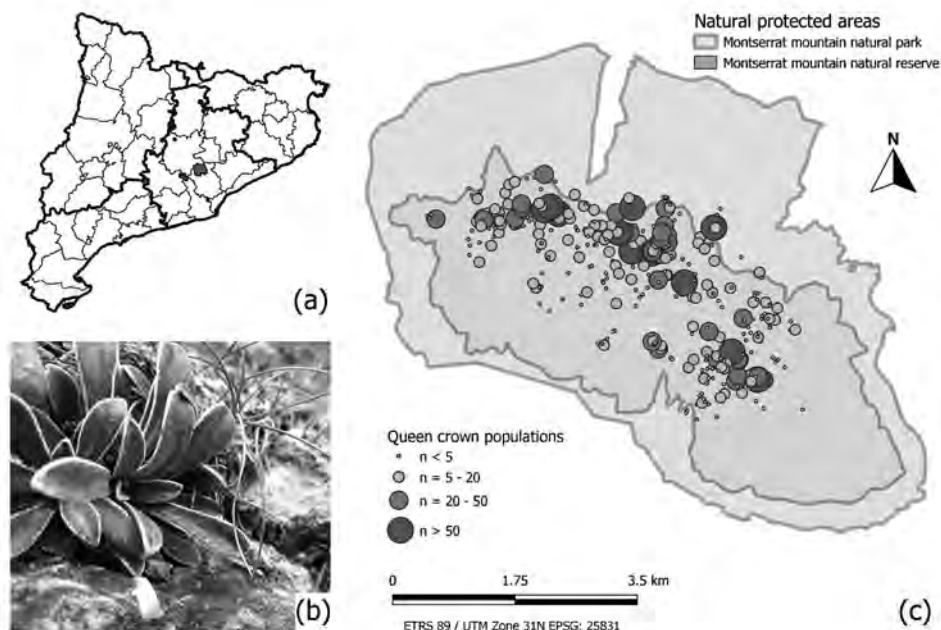 Natural protected areas
Montserrat mountain natural park
Montserrat mountain natural reserve
N
(a)
(b)
Queen crown populations
n < 5
n = 5 - 20
n = 20 - 50
n > 50
0 1.75 3.5 km
ETRS 89 / UTM Zone 31N EPSG: 25831
(c)